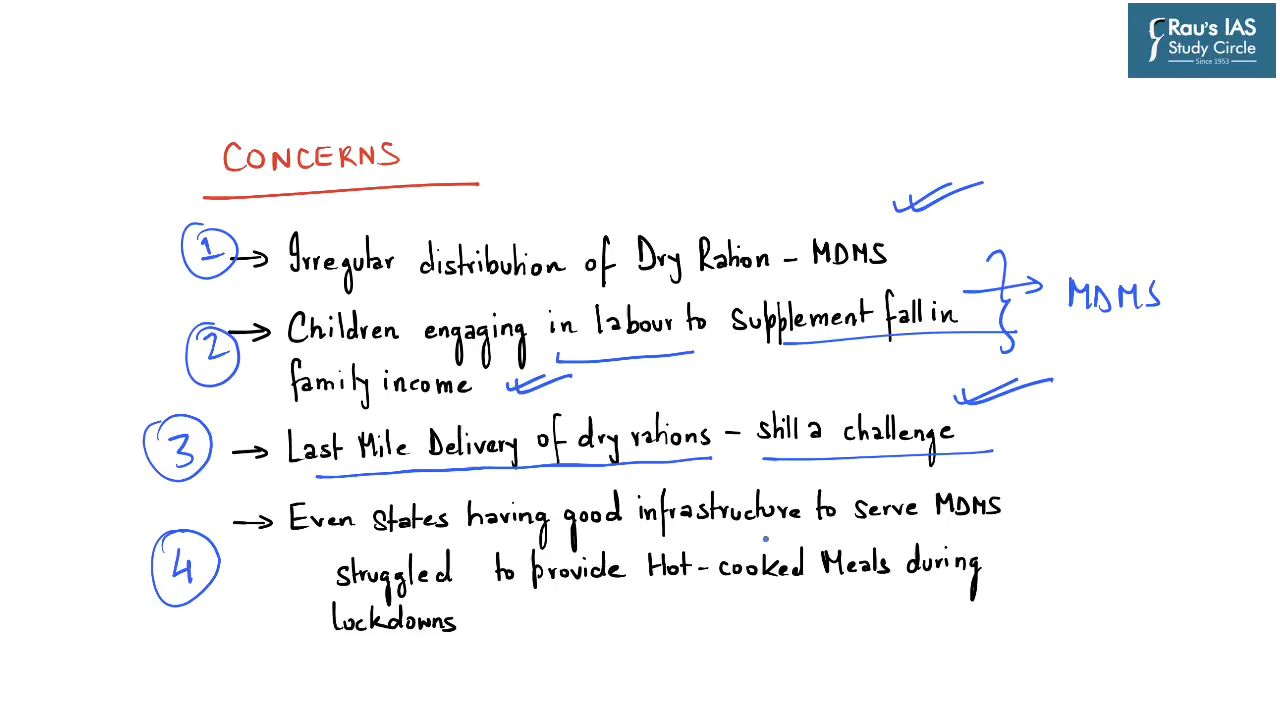 Rau's IAS
Study Circle
Since 1953
CONCERNS
1 → Irregular distribution of Dry Ration - MDMS
2 → Children engaging in labour to supplement fall in
family income
MDMS
3 → Last Mile Delivery of dry rations - still a challenge
4 → Even States having good infrastructure to serve MDMS
struggled to provide Hot-cooked Meals during
lockdowns